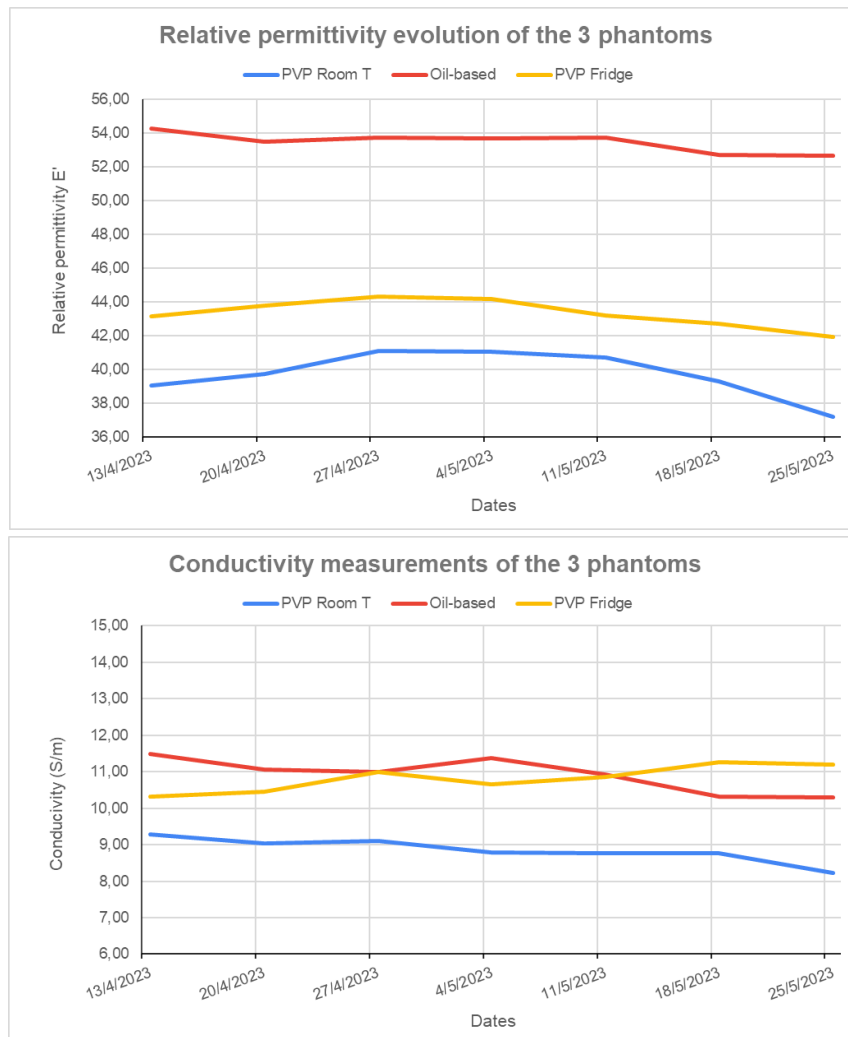 Relative permittivity evolution of the 3 phantoms
PVP Room T Oil-based PVP Fridge
Relative permittivity E'
56,00
54,00
52,00
50,00
48,00
46,00
44,00
42,00
40,00
38,00
36,00
13/4/2023 20/4/2023 27/4/2023 4/5/2023 11/5/2023 18/5/2023 25/5/2023
Dates
Conductivity measurements of the 3 phantoms
PVP Room T Oil-based PVP Fridge
Conducivity (S/m)
15,00
14,00
13,00
12,00
11,00
10,00
9,00
8,00
7,00
6,00
13/4/2023 20/4/2023 27/4/2023 4/5/2023 11/5/2023 18/5/2023 25/5/2023
Dates